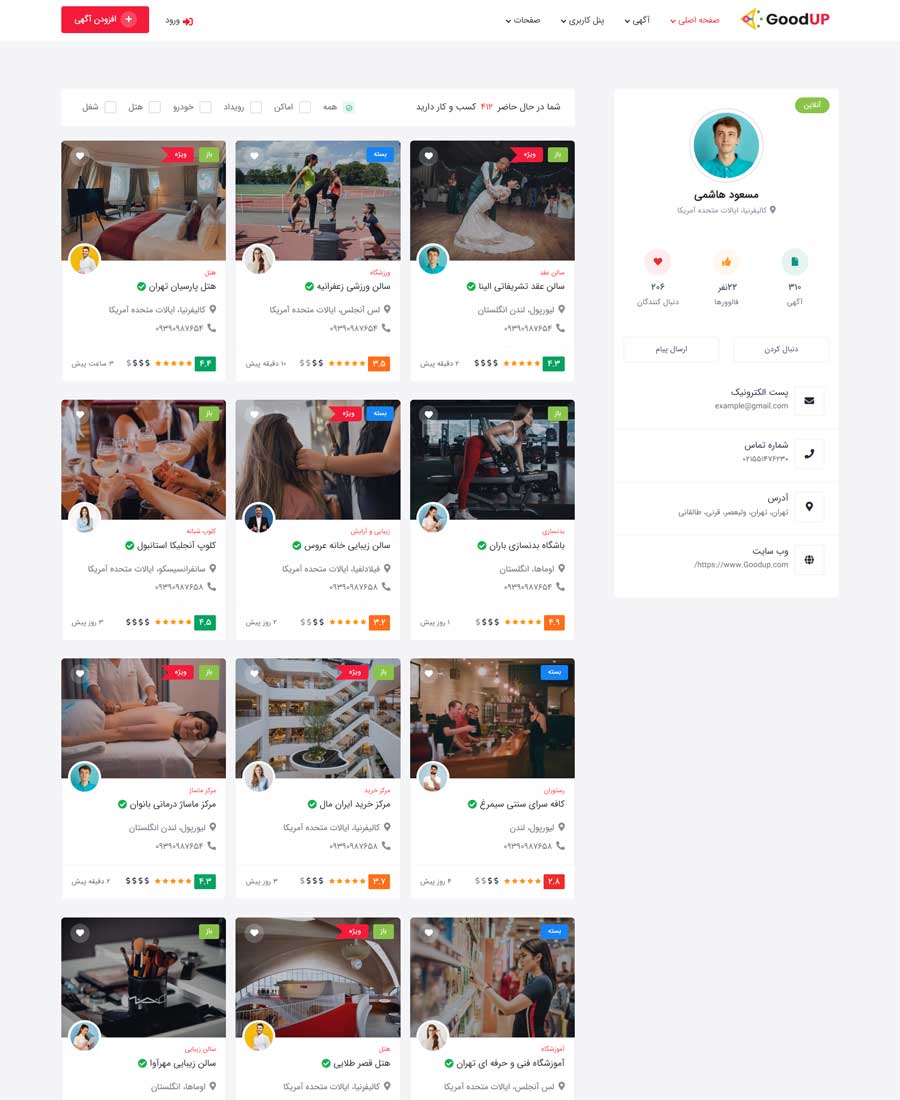 GoodUP
صفحه اصلی
آگهی
پنل کاربری
صفحات
ورود
افزودن آگهی
آنلاین
مسعود هاشمی
کالیفرنیا، ایالات متحده آمریکا
۳۱۰
آگهی
۲۲نفر
فالوورها
۲۰۶
دنبال کنندگان
دنبال کردن
ارسال پیام
پست الکترونیک
example@gmail.com
شماره تماس
۰۲۱۵۵۱۴۷۶۲۳۰
آدرس
تهران، تهران، ولیعصر، قرنی، طالقانی
وب سایت
https://www.Goodup.com/
شما در حال حاضر ۴۱۲ کسب و کار دارید
همه
اماکن
رویداد
خودرو
هتل
شغل
باز
ویژه
سالن عقد
سالن عقد تشریفاتی الینا
لیورپول، لندن انگلستان
۰۹۳۹۰۹۸۷۶۵۴
۴.۳
$$$$
۲ دقیقه پیش
بسته
ورزشگاه
سالن ورزشی زعفرانیه
لس آنجلس، ایالات متحده آمریکا
۰۹۳۹۰۹۸۷۶۵۴
۳.۵
$$$$
۱۰ دقیقه پیش
باز
ویژه
هتل
هتل پارسیان تهران
کالیفرنیا، ایالات متحده آمریکا
۰۹۳۹۰۹۸۷۶۵۴
۴.۴
$$$$
۳ ساعت پیش
باز
بدنسازی
باشگاه بدنسازی باران
اوماها، انگلستان
۰۹۳۹۰۹۸۷۶۵۴
۴.۹
$$$$
۱ روز پیش
بسته
ویژه
زیبایی و آرایش
سالن زیبایی خانه عروس
فیلادلفیا، ایالات متحده آمریکا
۰۹۳۹۰۹۸۷۶۵۸
۳.۲
$$$$
۲ روز پیش
باز
کلوپ شبانه
کلوپ آنجلیکا استانبول
سانفرانسیسکو، ایالات متحده آمریکا
۰۹۳۹۰۹۸۷۶۵۸
۴.۵
$$$$
۳ روز پیش
بسته
رستوران
کافه سرای سنتی سیمرغ
لیورپول، لندن
۰۹۳۹۰۹۸۷۶۵۸
۲.۸
$$$$
۴ روز پیش
باز
ویژه
مرکز خرید
مرکز خرید ایران مال
کالیفرنیا، ایالات متحده آمریکا
۰۹۳۹۰۹۸۷۶۵۸
۳.۷
$$$$
۳ روز پیش
باز
ویژه
مرکز ماساژ
مرکز ماساژ درمانی بانوان
لیورپول، لندن انگلستان
۰۹۳۹۰۹۸۷۶۵۴
۴.۳
$$$$
۲ دقیقه پیش
بسته
آموزشگاه
آموزشگاه فنی و حرفه ای تهران
لس آنجلس، ایالات متحده آمریکا
باز
ویژه
هتل
هتل قصر طلایی
کالیفرنیا، ایالات متحده آمریکا
باز
سالن زیبایی
سالن زیبایی مهرآوا
اوماها، انگلستان